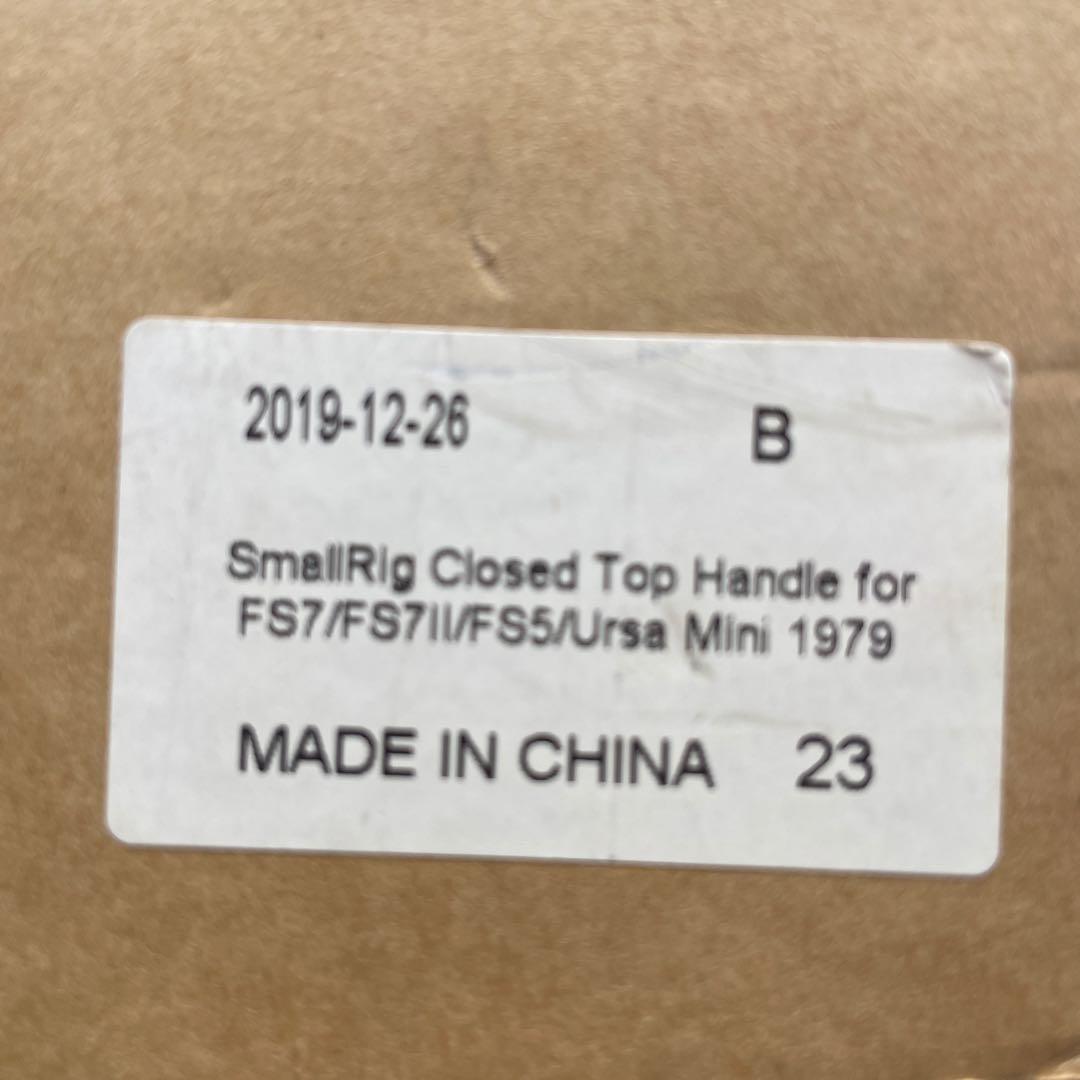 2019-12-26 B
SmallRig Closed Top Handle for
FS7/FS7II/FS5/Ursa Mini 1979
MADE IN CHINA 23